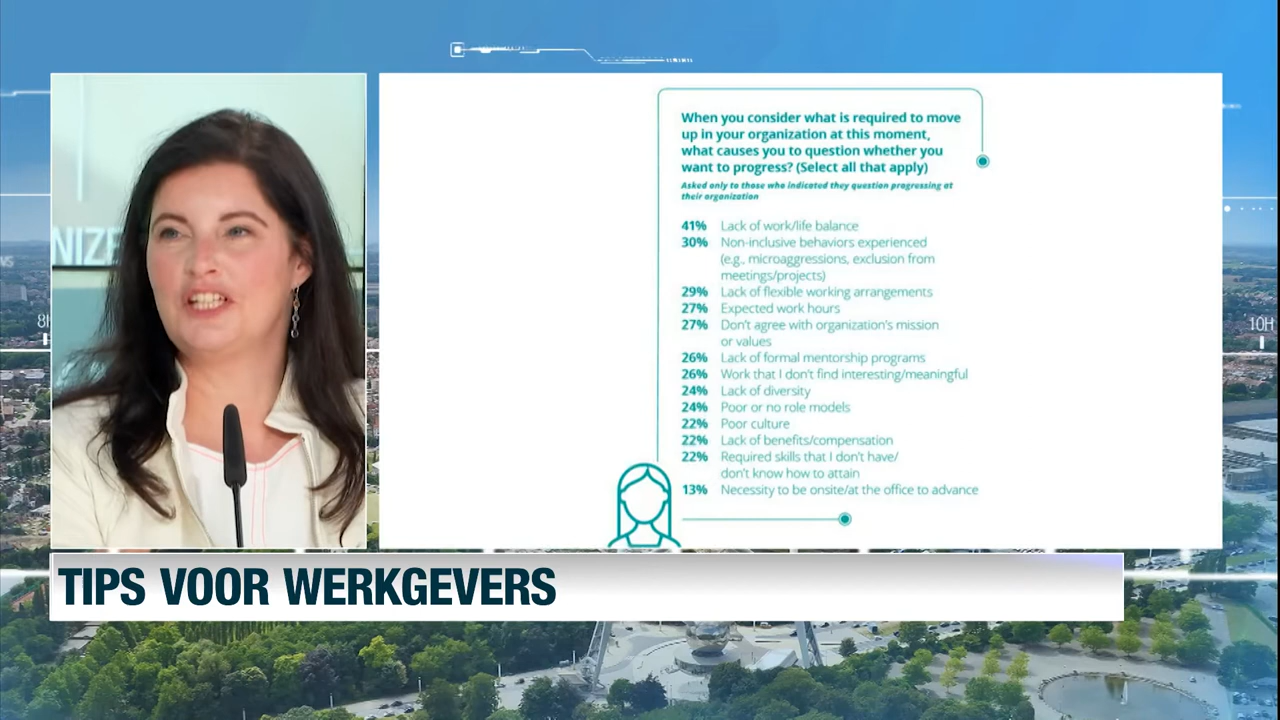 When you consider what is required to move
up in your organization at this moment,
what causes you to question whether you
want to progress? (Select all that apply)
Asked only to those who indicated they question progressing at
their organization
41% Lack of work/life balance
30% Non-inclusive behaviors experienced
(e.g., microaggressions, exclusion from
meetings/projects)
29% Lack of flexible working arrangements
27% Expected work hours
27% Don't agree with organization's mission
or values
26% Lack of formal mentorship programs
26% Work that I don't find interesting/meaningful
24% Lack of diversity
24% Poor or no role models
22% Poor culture
22% Lack of benefits/compensation
22% Required skills that I don't have/
don't know how to attain
13% Necessity to be onsite/at the office to advance
NIZE
8H
10H
TIPS VOOR WERKGEVERS